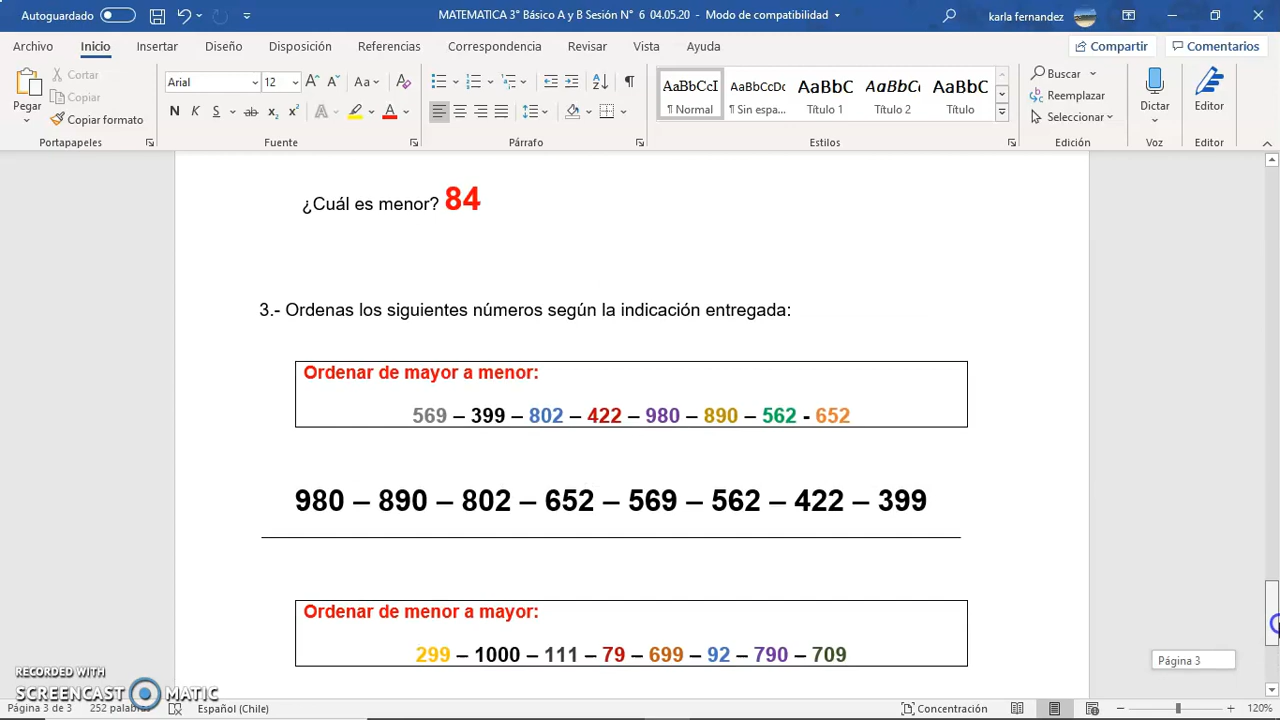 Autoguardado
MATEMATICA 3° Básico A y B Sesión N° 6 04.05.20 - Modo de compatibilidad
karla fernandez
Archivo Inicio Insertar Diseño Disposición Referencias Correspondencia Revisar Vista Ayuda
Compartir Comentarios
Pegar
Cortar
Copiar
Copiar formato
Portapapeles
Arial 12
Aa
N K S ab x₂ x² A A
Fuente
Párrafo
AaBbCcI
¶ Normal
AaBbCcDc
¶ Sin espa...
AaBbC
Título 1
AaBbCc
Título 2
AaBbC
Título
Estilos
Buscar
Reemplazar
Seleccionar
Edición
Dictar
Voz
Editor
Editor
¿Cuál es menor? 84
3.- Ordenas los siguientes números según la indicación entregada:
Ordenar de mayor a menor:
569 – 399 – 802 – 422 – 980 – 890 – 562 - 652
980 – 890 – 802 – 652 – 569 – 562 – 422 – 399
Ordenar de menor a mayor:
299 – 1000 – 111 – 79 – 699 – 92 – 790 – 709
Página 3
RECORDED WITH
SCREENCAST MATIC
Página 3 de 3 252 palabras Español (Chile)
Concentración
120%